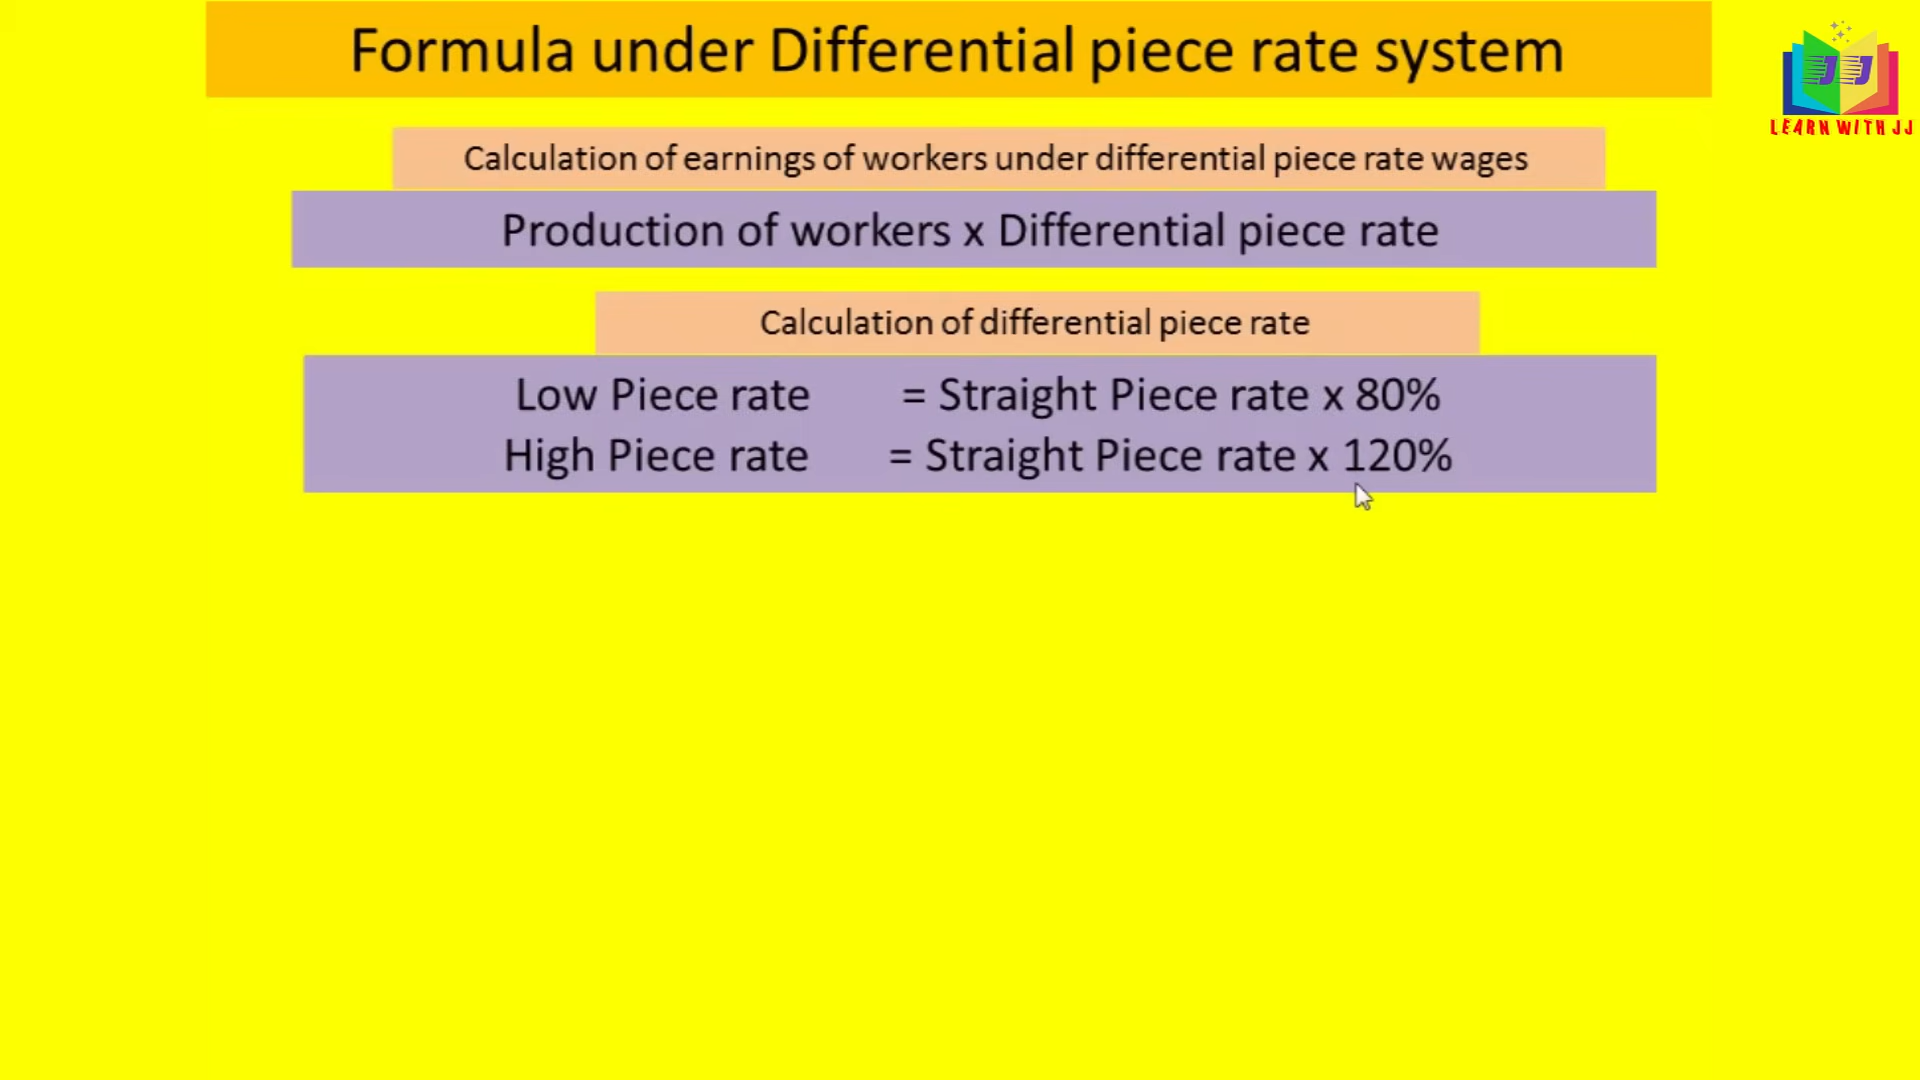 Formula under Differential piece rate system
JJ
LEARN WITH JJ
Calculation of earnings of workers under differential piece rate wages
Production of workers x Differential piece rate
Calculation of differential piece rate
Low Piece rate = Straight Piece rate x 80%
High Piece rate = Straight Piece rate x 120%